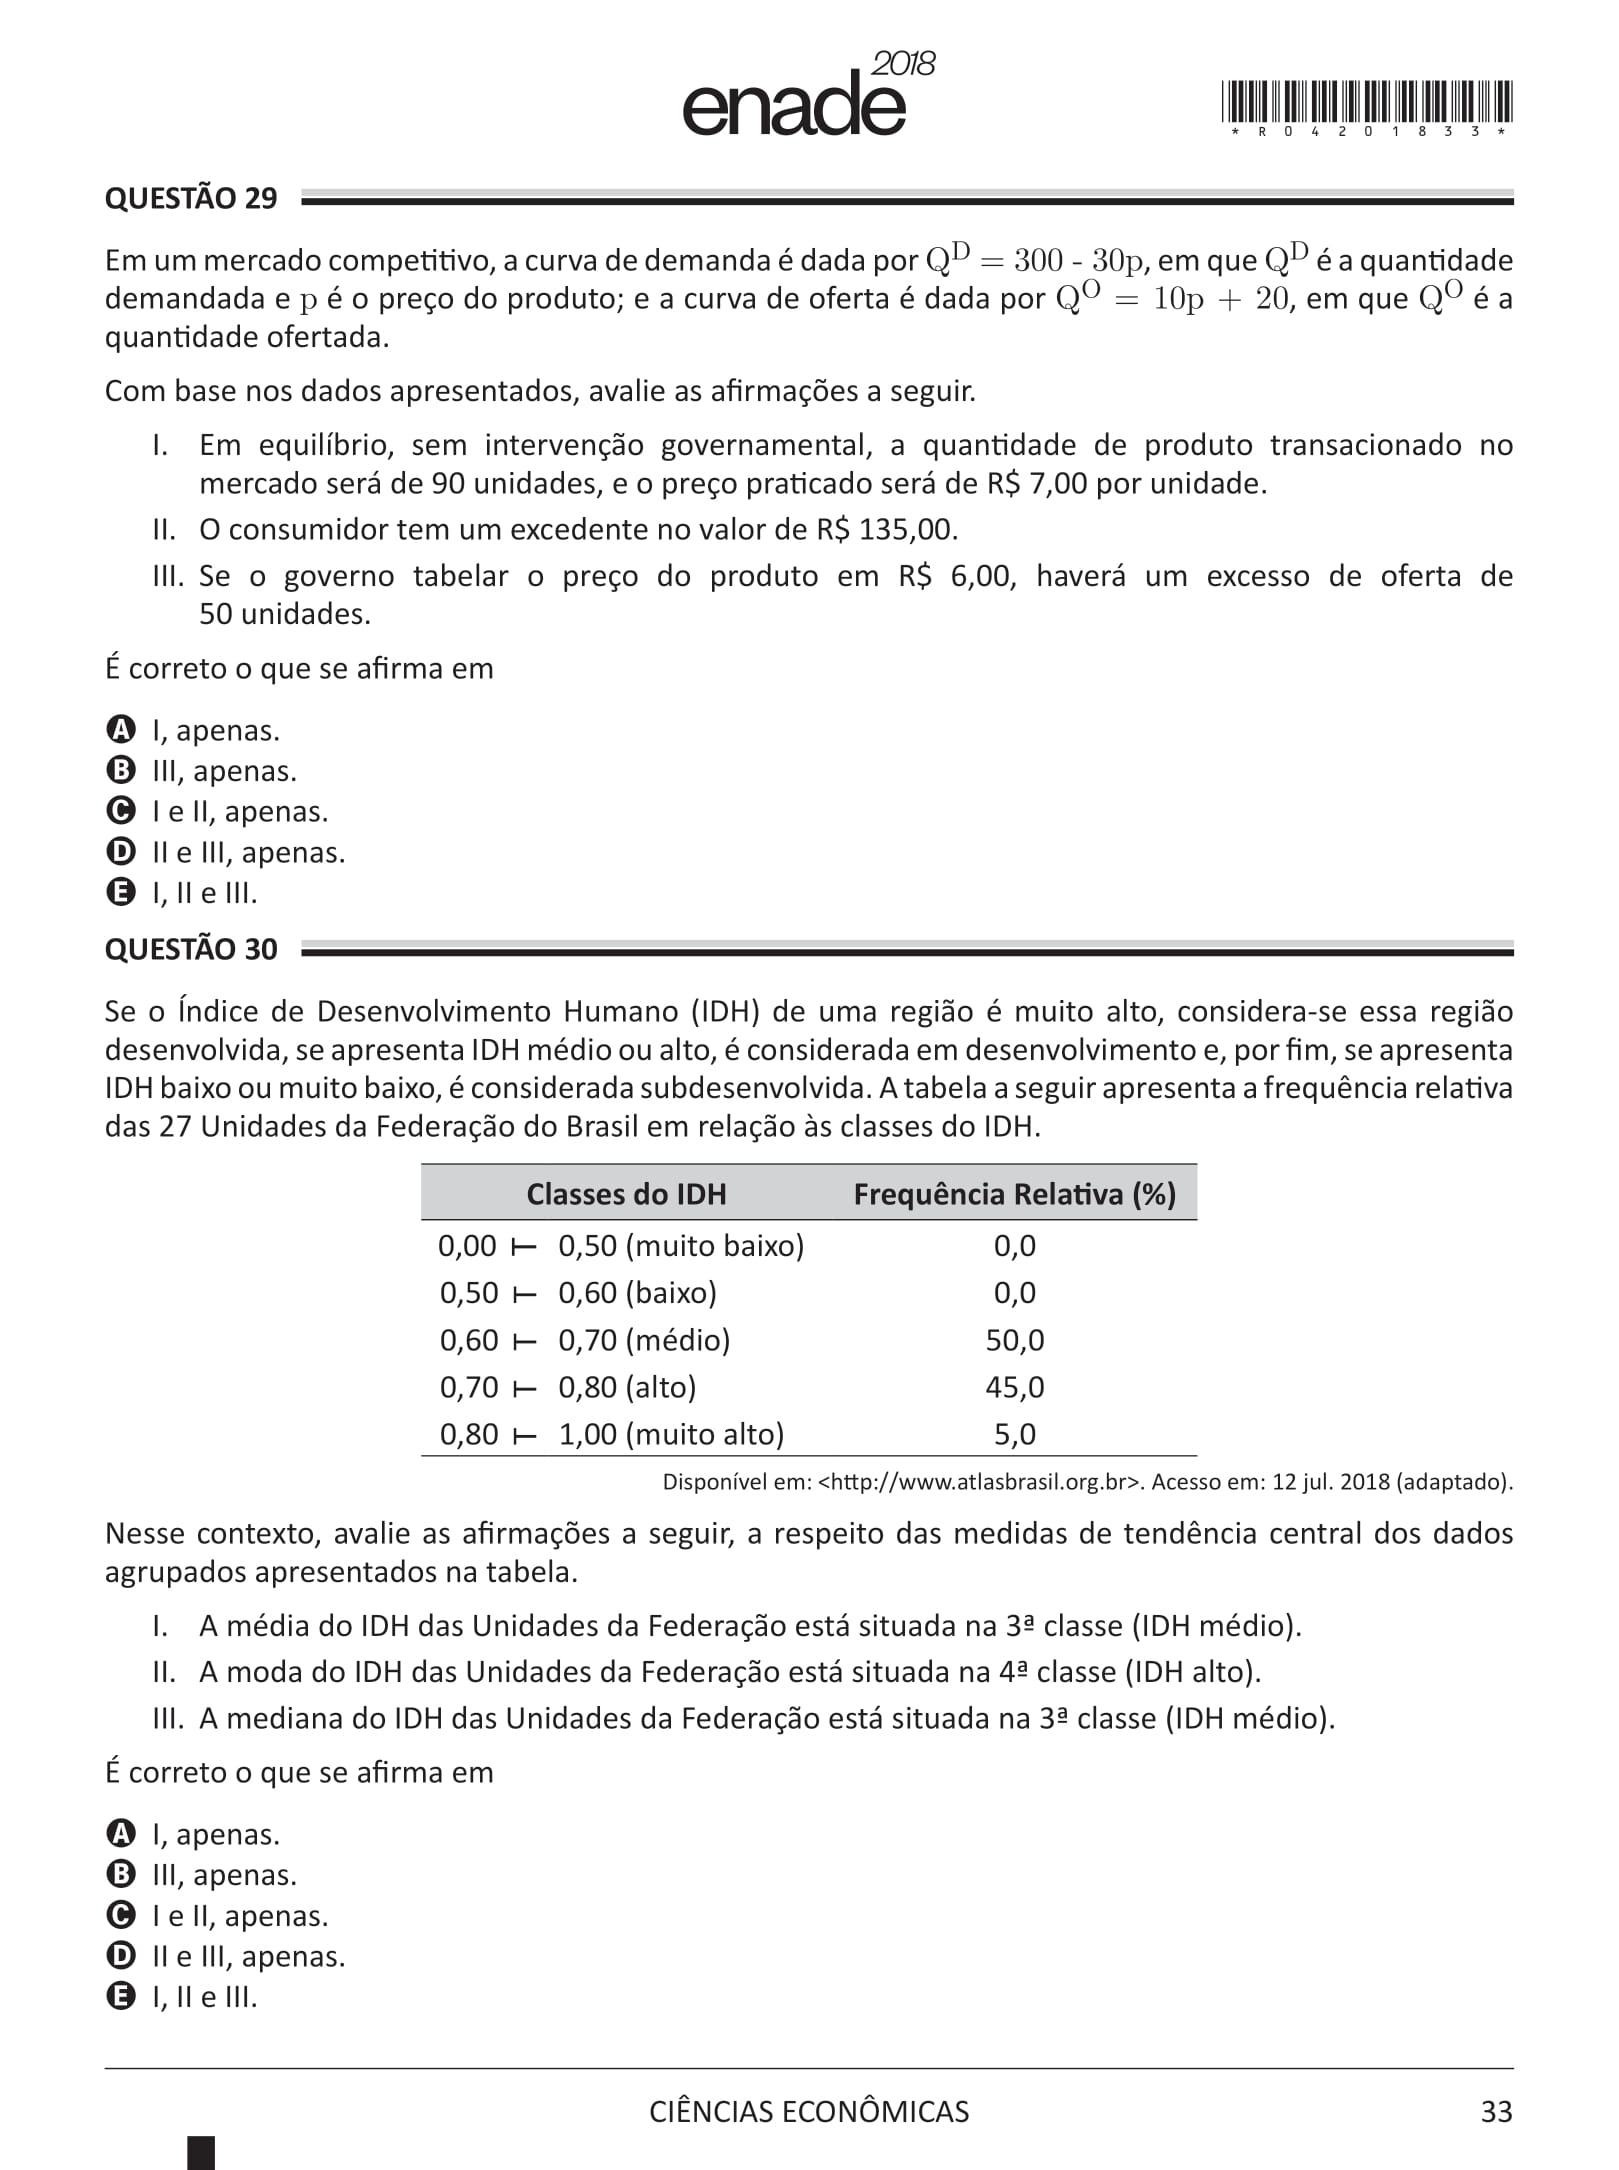 enade 2018
* R 0 4 2 0 1 8 3 3 *
QUESTÃO 29
Em um mercado competitivo, a curva de demanda é dada por Q^D = 300 - 30p, em que Q^D é a quantidade
demandada e p é o preço do produto; e a curva de oferta é dada por Q^O = 10p + 20, em que Q^O é a
quantidade ofertada.
Com base nos dados apresentados, avalie as afirmações a seguir.
I. Em equilíbrio, sem intervenção governamental, a quantidade de produto transacionado no
mercado será de 90 unidades, e o preço praticado será de R$ 7,00 por unidade.
II. O consumidor tem um excedente no valor de R$ 135,00.
III. Se o governo tabelar o preço do produto em R$ 6,00, haverá um excesso de oferta de
50 unidades.
É correto o que se afirma em
A I, apenas.
B III, apenas.
C I e II, apenas.
D II e III, apenas.
E I, II e III.
QUESTÃO 30
Se o Índice de Desenvolvimento Humano (IDH) de uma região é muito alto, considera-se essa região
desenvolvida, se apresenta IDH médio ou alto, é considerada em desenvolvimento e, por fim, se apresenta
IDH baixo ou muito baixo, é considerada subdesenvolvida. A tabela a seguir apresenta a frequência relativa
das 27 Unidades da Federação do Brasil em relação às classes do IDH.
Classes do IDH Frequência Relativa (%)
0,00 ⊢ 0,50 (muito baixo) 0,0
0,50 ⊢ 0,60 (baixo) 0,0
0,60 ⊢ 0,70 (médio) 50,0
0,70 ⊢ 0,80 (alto) 45,0
0,80 ⊢ 1,00 (muito alto) 5,0
Disponível em: <http://www.atlasbrasil.org.br>. Acesso em: 12 jul. 2018 (adaptado).
Nesse contexto, avalie as afirmações a seguir, a respeito das medidas de tendência central dos dados
agrupados apresentados na tabela.
I. A média do IDH das Unidades da Federação está situada na 3ª classe (IDH médio).
II. A moda do IDH das Unidades da Federação está situada na 4ª classe (IDH alto).
III. A mediana do IDH das Unidades da Federação está situada na 3ª classe (IDH médio).
É correto o que se afirma em
A I, apenas.
B III, apenas.
C I e II, apenas.
D II e III, apenas.
E I, II e III.
CIÊNCIAS ECONÔMICAS 33